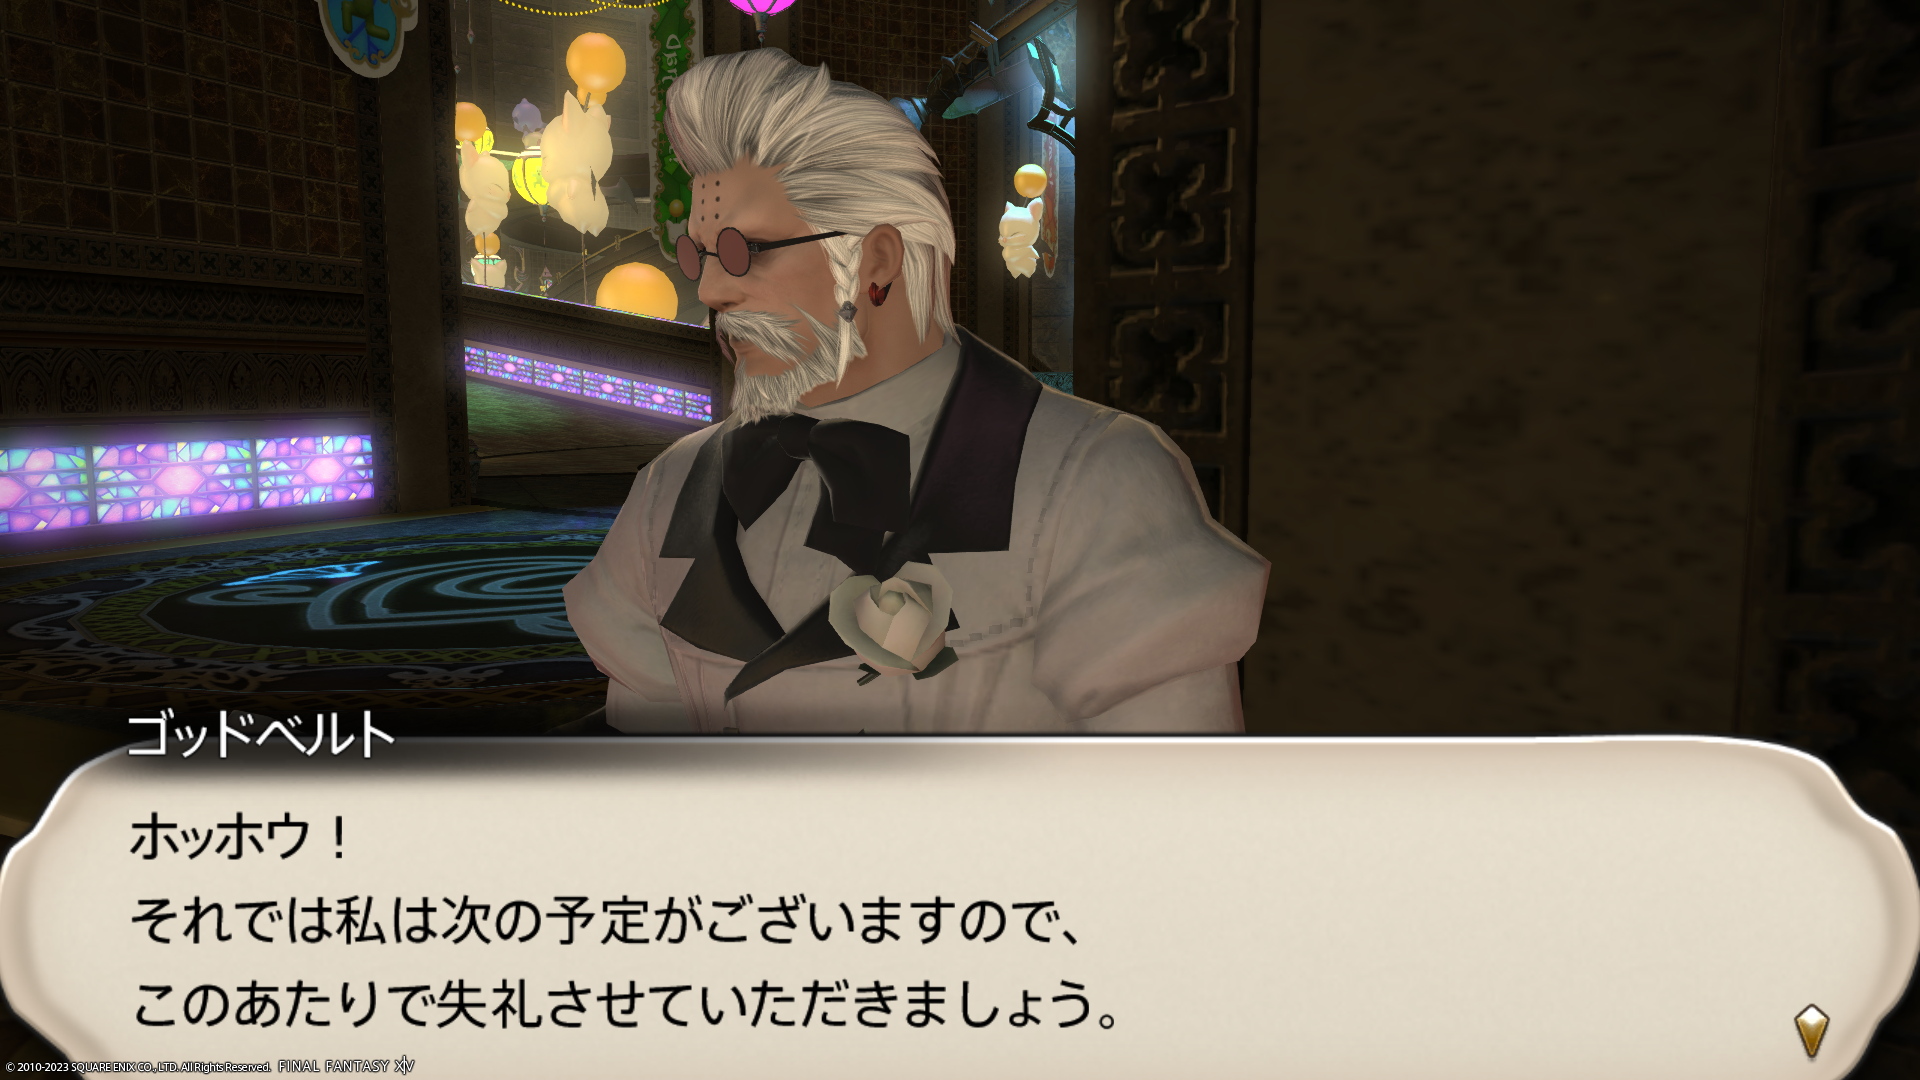 ゴッドベルト
ホッホウ！
それでは私は次の予定がございますので、
このあたりで失礼させていただきましょう。
© 2010-2023 SQUARE ENIX CO., LTD. All Rights Reserved. FINAL FANTASY XIV